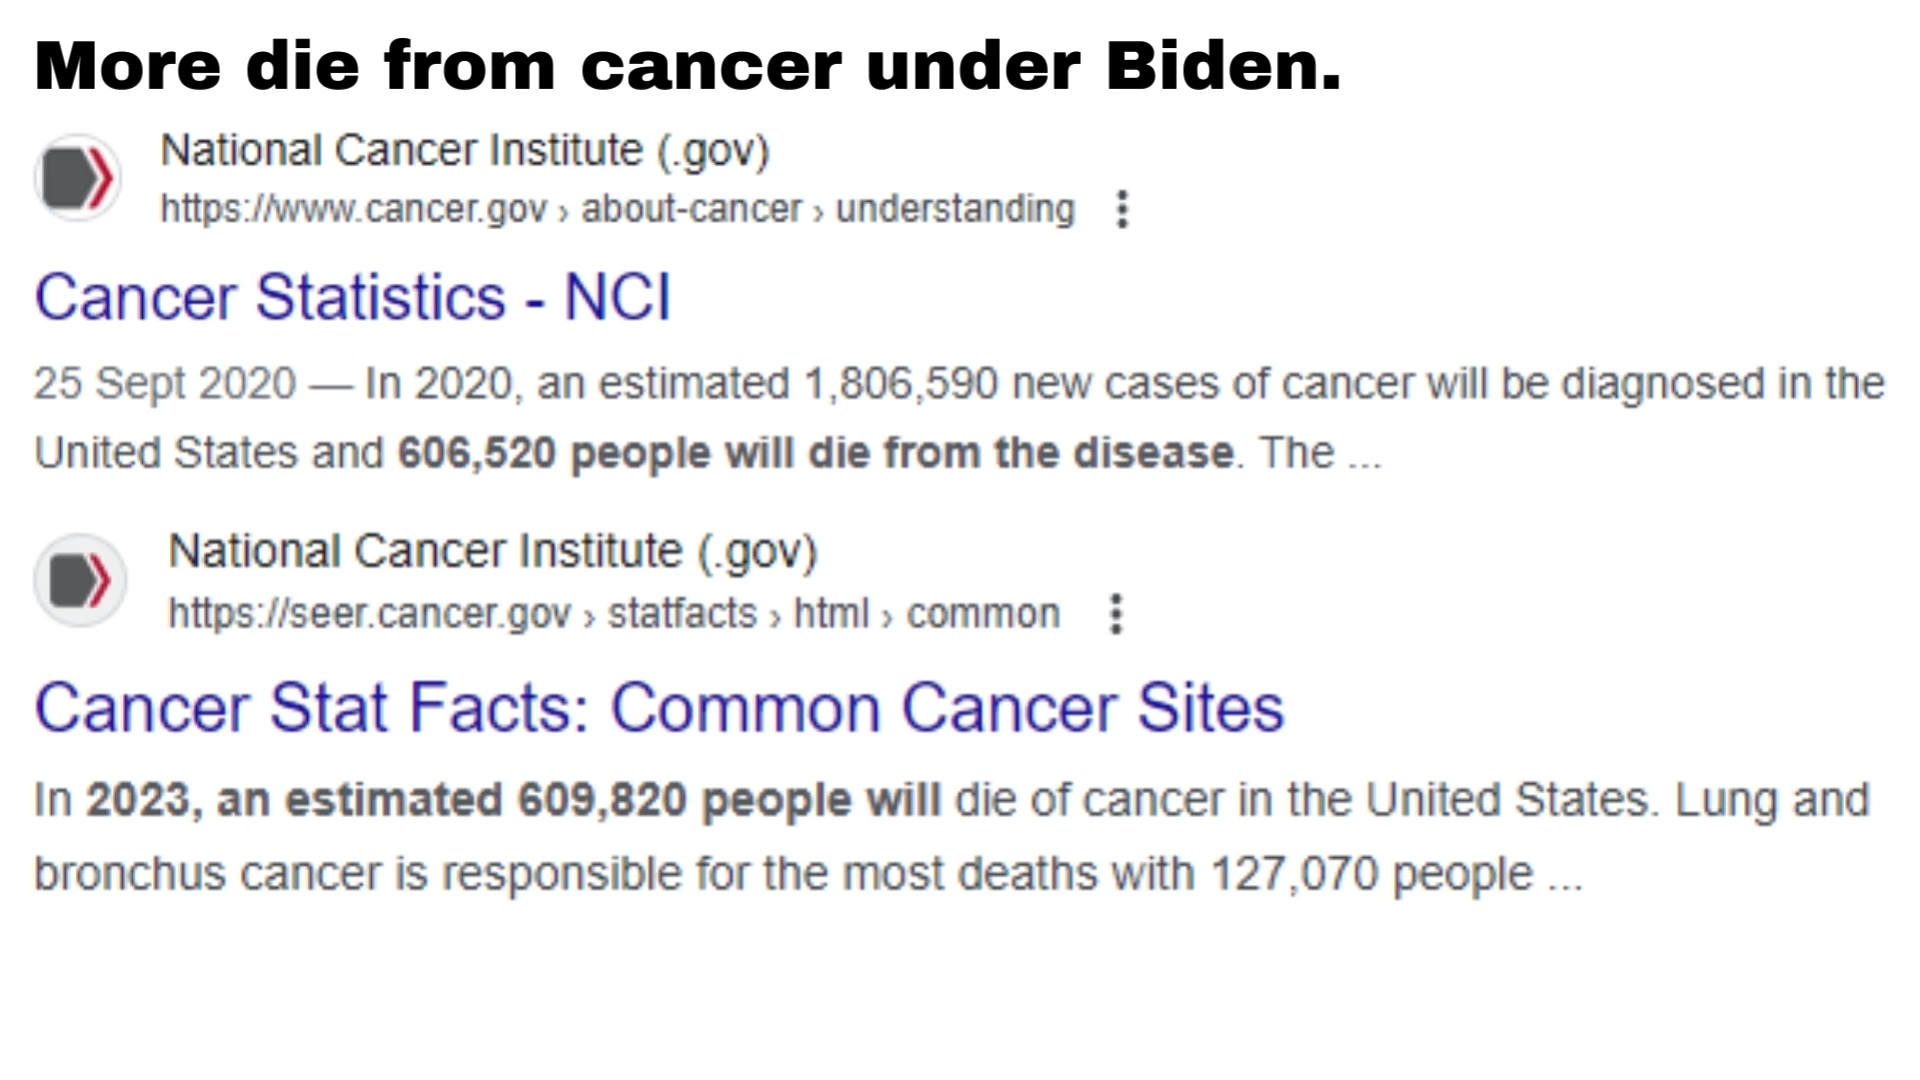 More die from cancer under Biden.
National Cancer Institute (.gov)
https://www.cancer.gov › about-cancer › understanding
Cancer Statistics - NCI
25 Sept 2020 — In 2020, an estimated 1,806,590 new cases of cancer will be diagnosed in the
United States and 606,520 people will die from the disease. The ...
National Cancer Institute (.gov)
https://seer.cancer.gov › statfacts › html › common
Cancer Stat Facts: Common Cancer Sites
In 2023, an estimated 609,820 people will die of cancer in the United States. Lung and
bronchus cancer is responsible for the most deaths with 127,070 people ...